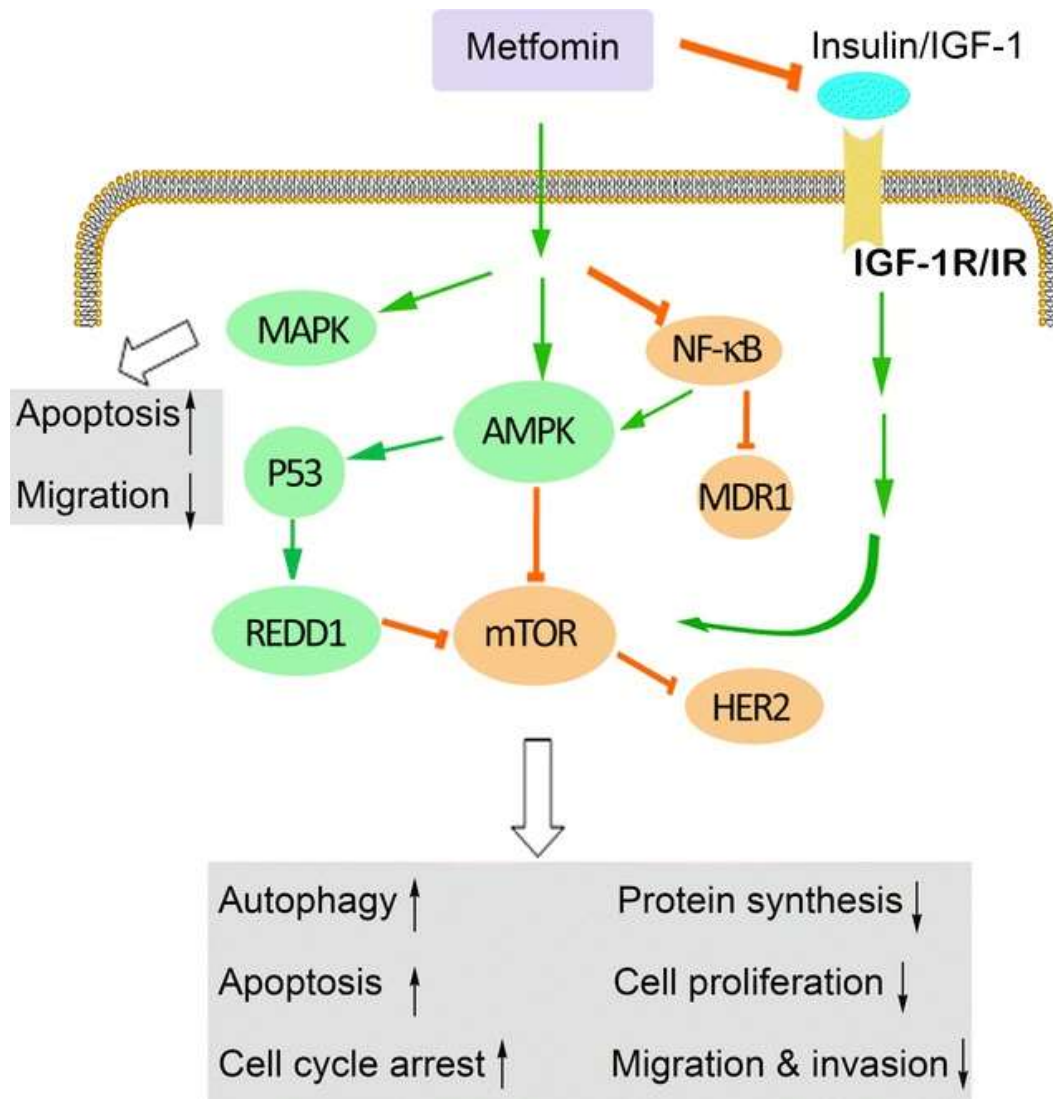 Metfomin
Insulin/IGF-1
IGF-1R/IR
MAPK
NF-κB
Apoptosis
AMPK
P53
Migration
MDR1
REDD1
mTOR
HER2
Autophagy
Protein synthesis
Apoptosis
Cell proliferation
Cell cycle arrest
Migration & invasion